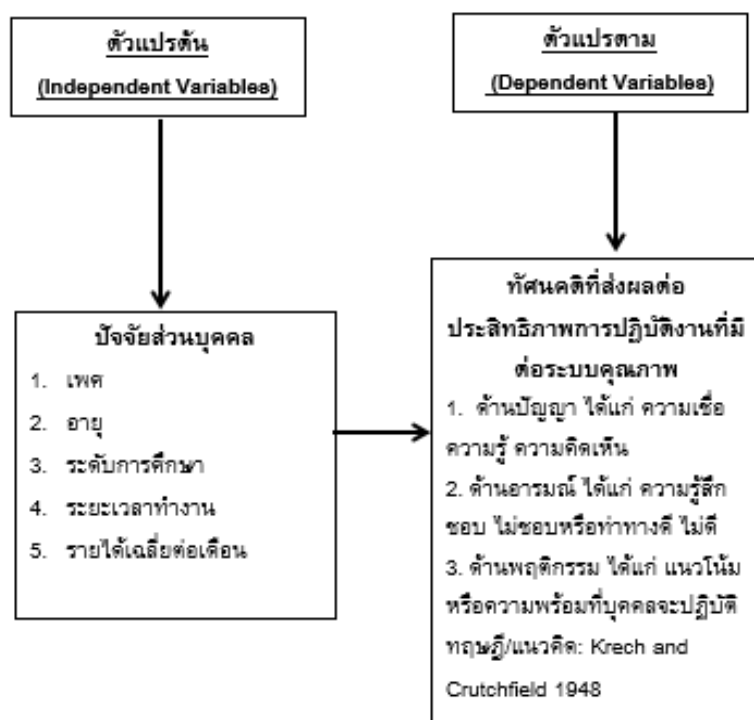 ตัวแปรต้น
(Independent Variables)
ตัวแปรตาม
(Dependent Variables)
ปัจจัยส่วนบุคคล
1. เพศ
2. อายุ
3. ระดับการศึกษา
4. ระยะเวลาทำงาน
5. รายได้เฉลี่ยต่อเดือน
ทัศนคติที่ส่งผลต่อ
ประสิทธิภาพการปฏิบัติงานที่มี
ต่อระบบคุณภาพ
1. ด้านปัญญา ได้แก่ ความเชื่อ
ความรู้ ความคิดเห็น
2. ด้านอารมณ์ ได้แก่ ความรู้สึก
ชอบ ไม่ชอบหรือท่าทางดี ไม่ดี
3. ด้านพฤติกรรม ได้แก่ แนวโน้ม
หรือความพร้อมที่บุคคลจะปฏิบัติ
ทฤษฎี/แนวคิด: Krech and
Crutchfield 1948